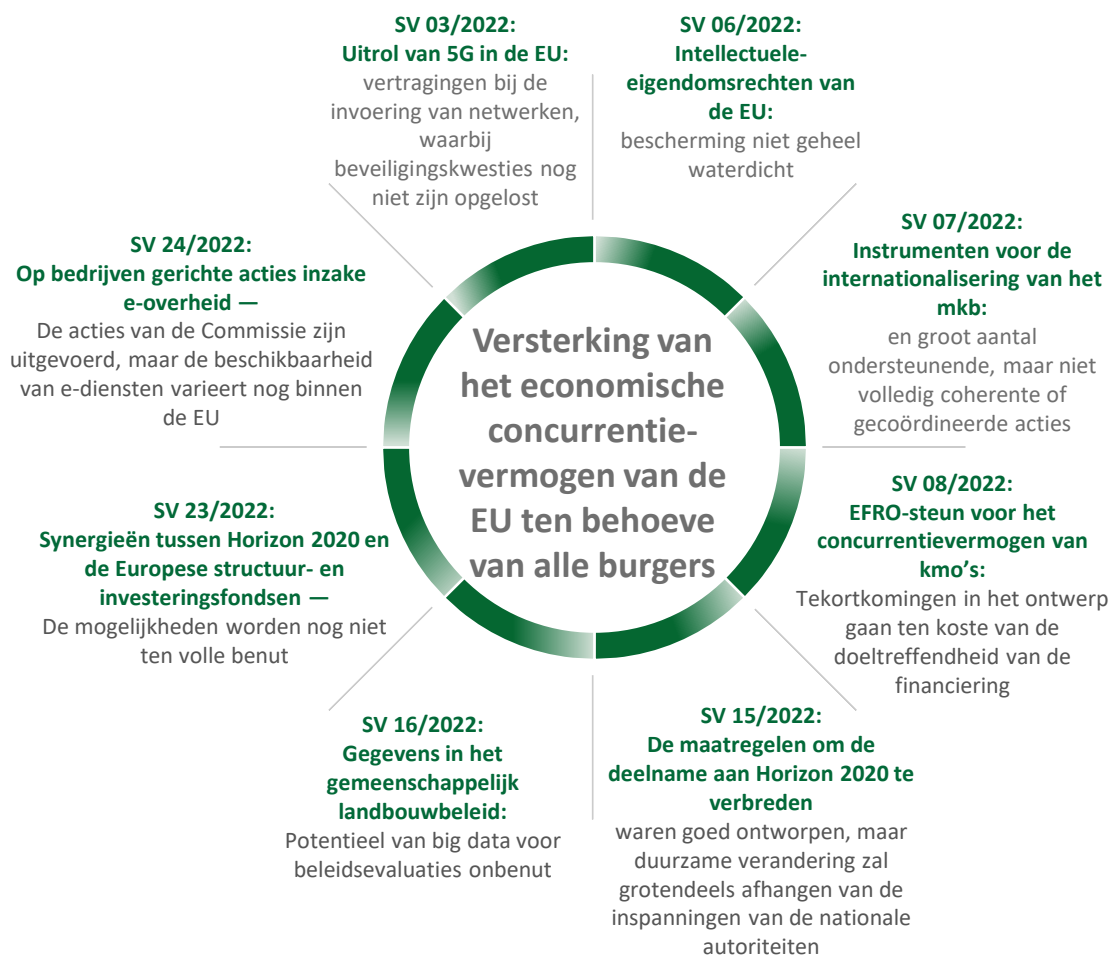 SV 03/2022:
Uitrol van 5G in de EU:
vertragingen bij de
invoering van netwerken,
waarbij
beveiligingskwesties nog
niet zijn opgelost
SV 06/2022:
Intellectuele-
eigendomsrechten van
de EU:
bescherming niet geheel
waterdicht
SV 07/2022:
Instrumenten voor de
internationalisering van het
mkb:
en groot aantal
ondersteunende, maar niet
volledig coherente of
gecoördineerde acties
SV 08/2022:
EFRO-steun voor het
concurrentievermogen van
kmo's:
Tekortkomingen in het ontwerp
gaan ten koste van de
doeltreffendheid van de
financiering
SV 15/2022:
De maatregelen om de
deelname aan Horizon 2020 te
verbreden
waren goed ontworpen, maar
duurzame verandering zal
grotendeels afhangen van de
inspanningen van de nationale
autoriteiten
SV 16/2022:
Gegevens in het
gemeenschappelijk
landbouwbeleid:
Potentieel van big data voor
beleidsevaluaties onbenut
SV 23/2022:
Synergieën tussen Horizon 2020 en
de Europese structuur- en
investeringsfondsen —
De mogelijkheden worden nog niet
ten volle benut
SV 24/2022:
Op bedrijven gerichte acties inzake
e-overheid —
De acties van de Commissie zijn
uitgevoerd, maar de beschikbaarheid
van e-diensten varieert nog binnen
de EU
Versterking van
het economische
concurrentie-
vermogen van de
EU ten behoeve
van alle burgers